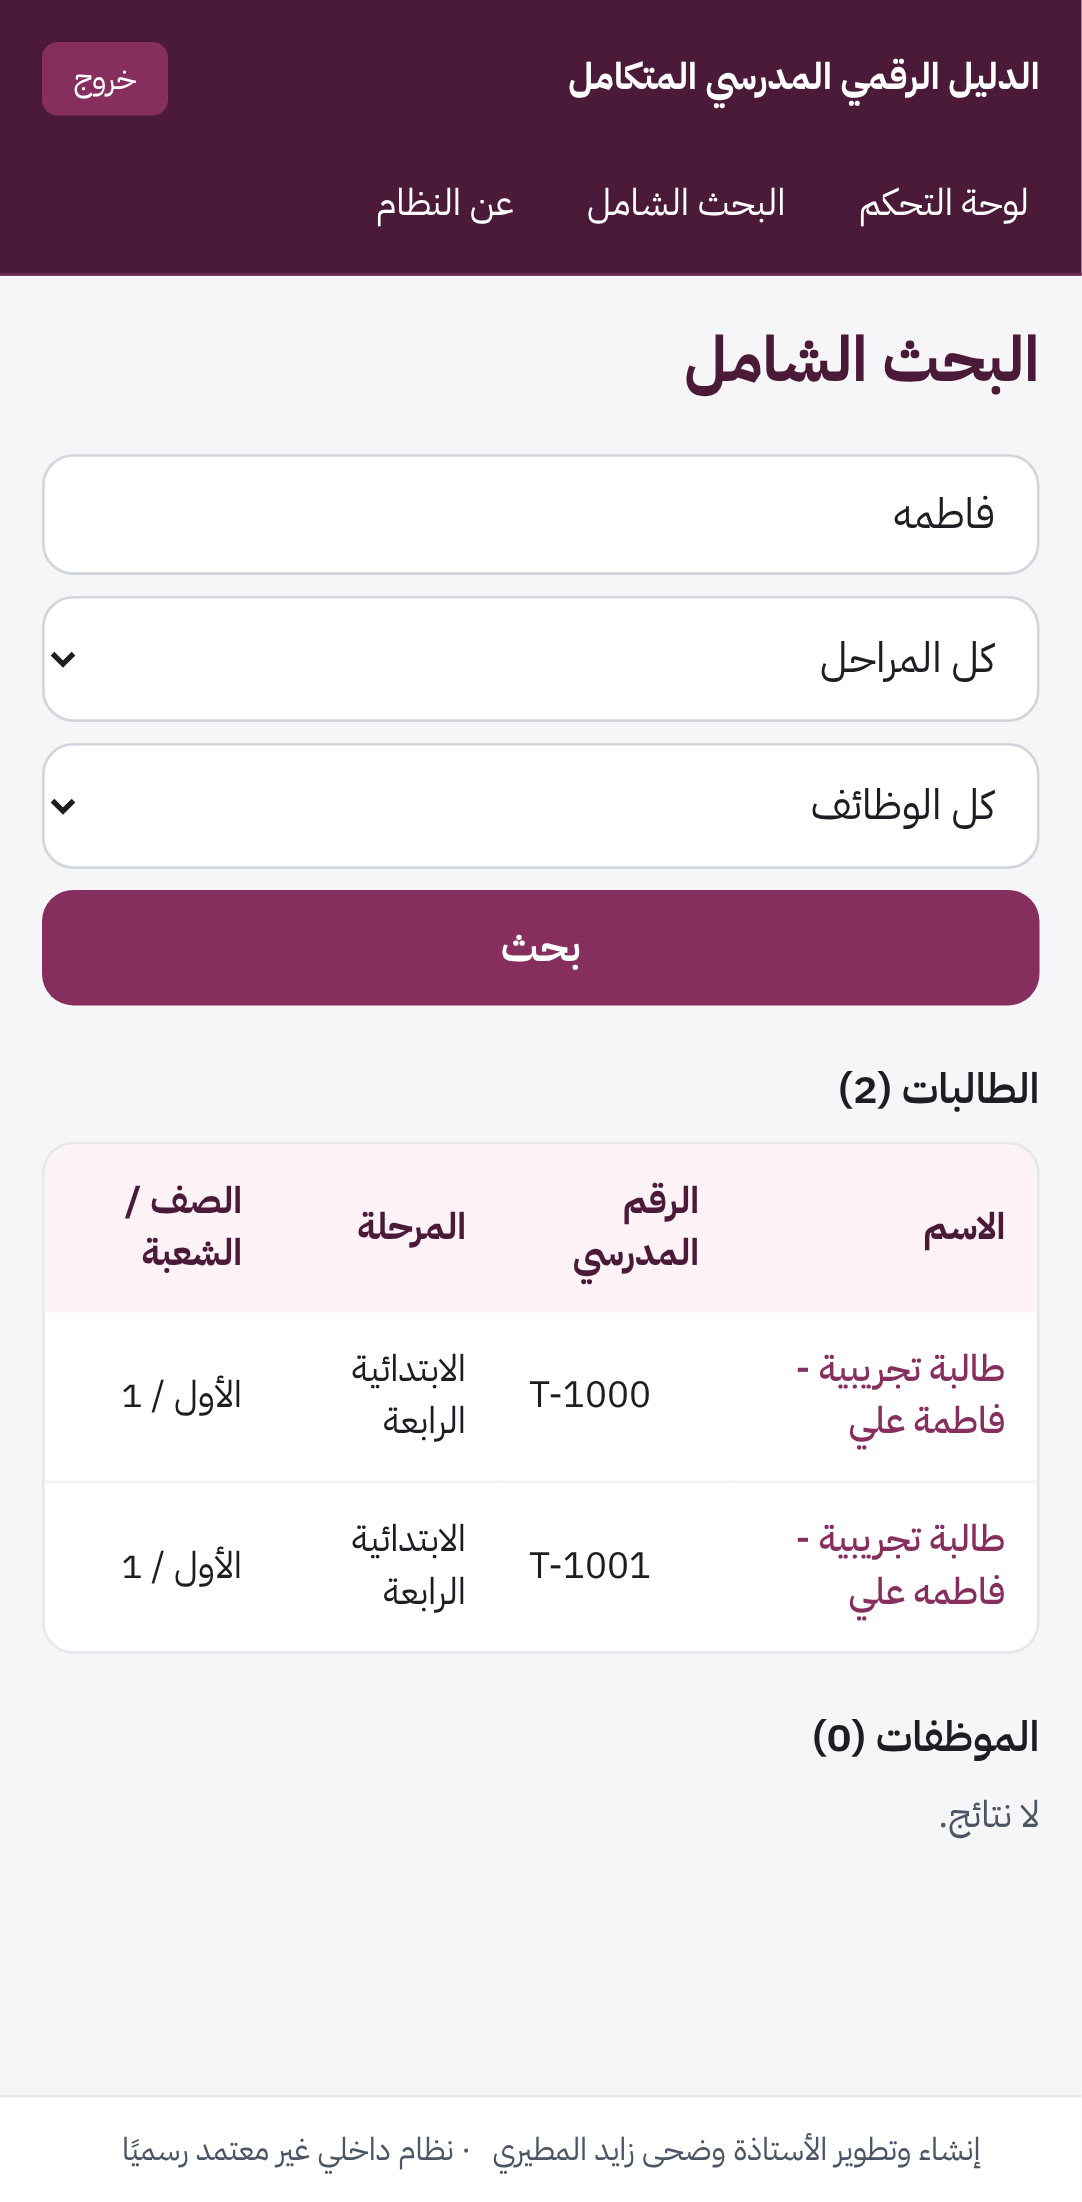 الدليل الرقمي المدرسي المتكامل
خروج
لوحة التحكم البحث الشامل عن النظام
البحث الشامل
فاطمه
كل المراحل
كل الوظائف
بحث
الطالبات (2)
الاسم الرقم المدرسي المرحلة الصف / الشعبة
طالبة تجريبية - فاطمة علي T-1000 الابتدائية الرابعة الأول / 1
طالبة تجريبية - فاطمه علي T-1001 الابتدائية الرابعة الأول / 1
الموظفات (0)
لا نتائج.
إنشاء وتطوير الأستاذة وضحى زايد المطيري · نظام داخلي غير معتمد رسميًا